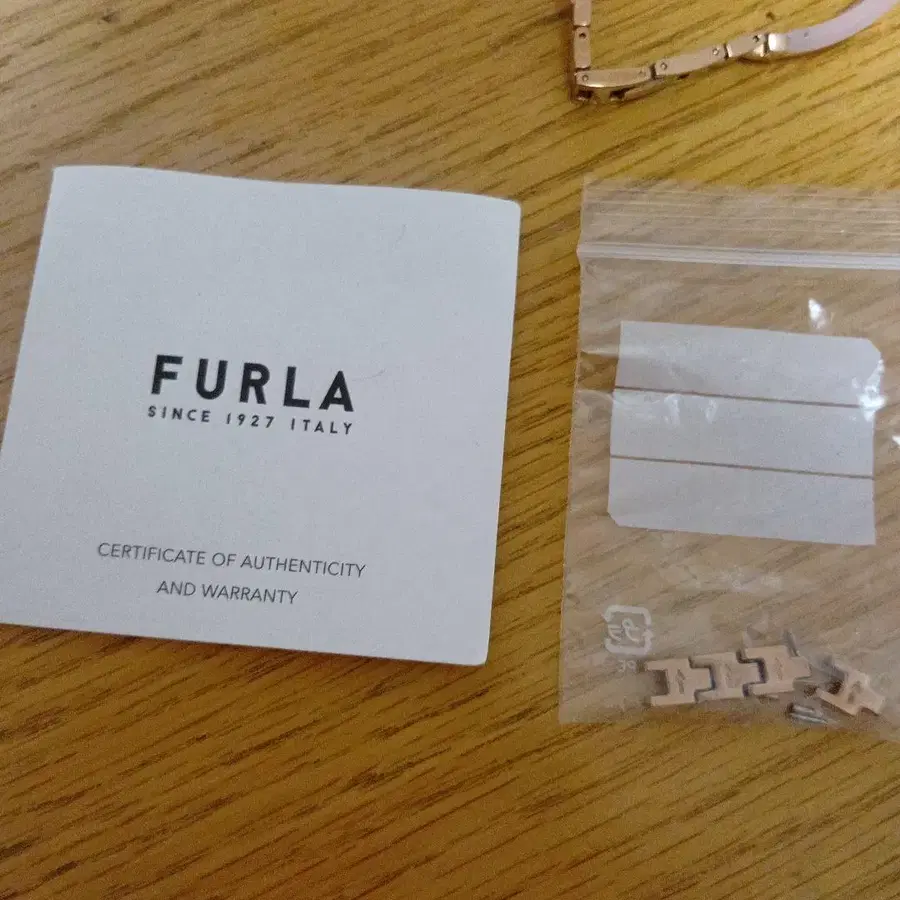 FURLA
SINCE 1927 ITALY
CERTIFICATE OF AUTHENTICITY
AND WARRANTY